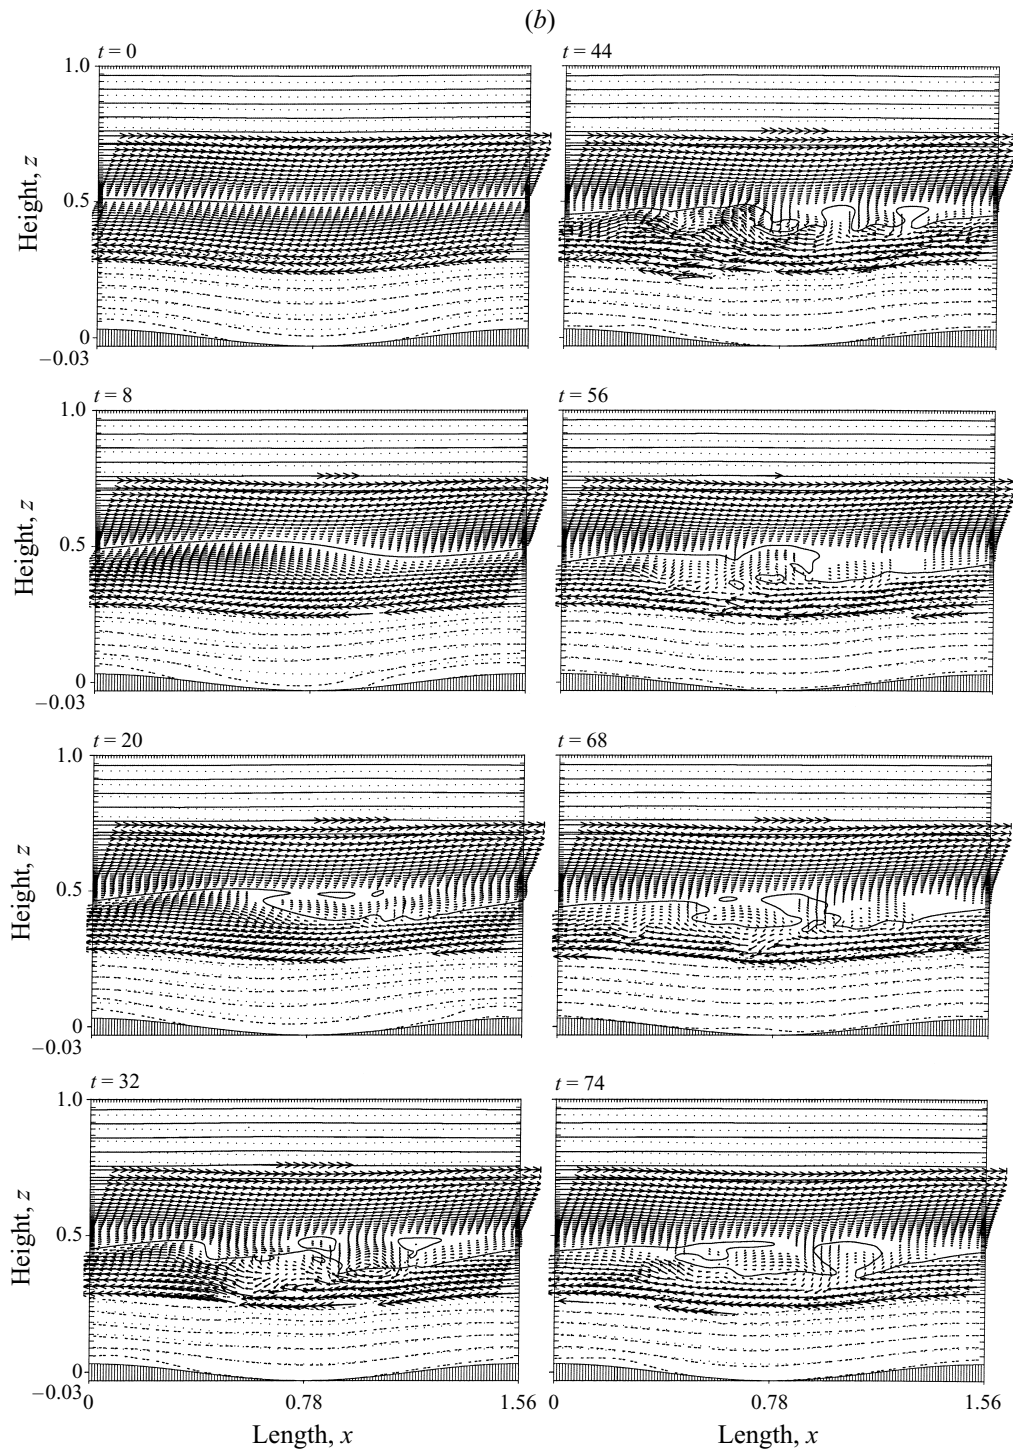 (b)
t = 0
t = 44
1.0
Height, z
0.5
0
–0.03
t = 8
t = 56
1.0
Height, z
0.5
0
–0.03
t = 20
t = 68
1.0
Height, z
0.5
0
–0.03
t = 32
t = 74
1.0
Height, z
0.5
0
–0.03
0 0.78 1.56 0 0.78 1.56
Length, x Length, x